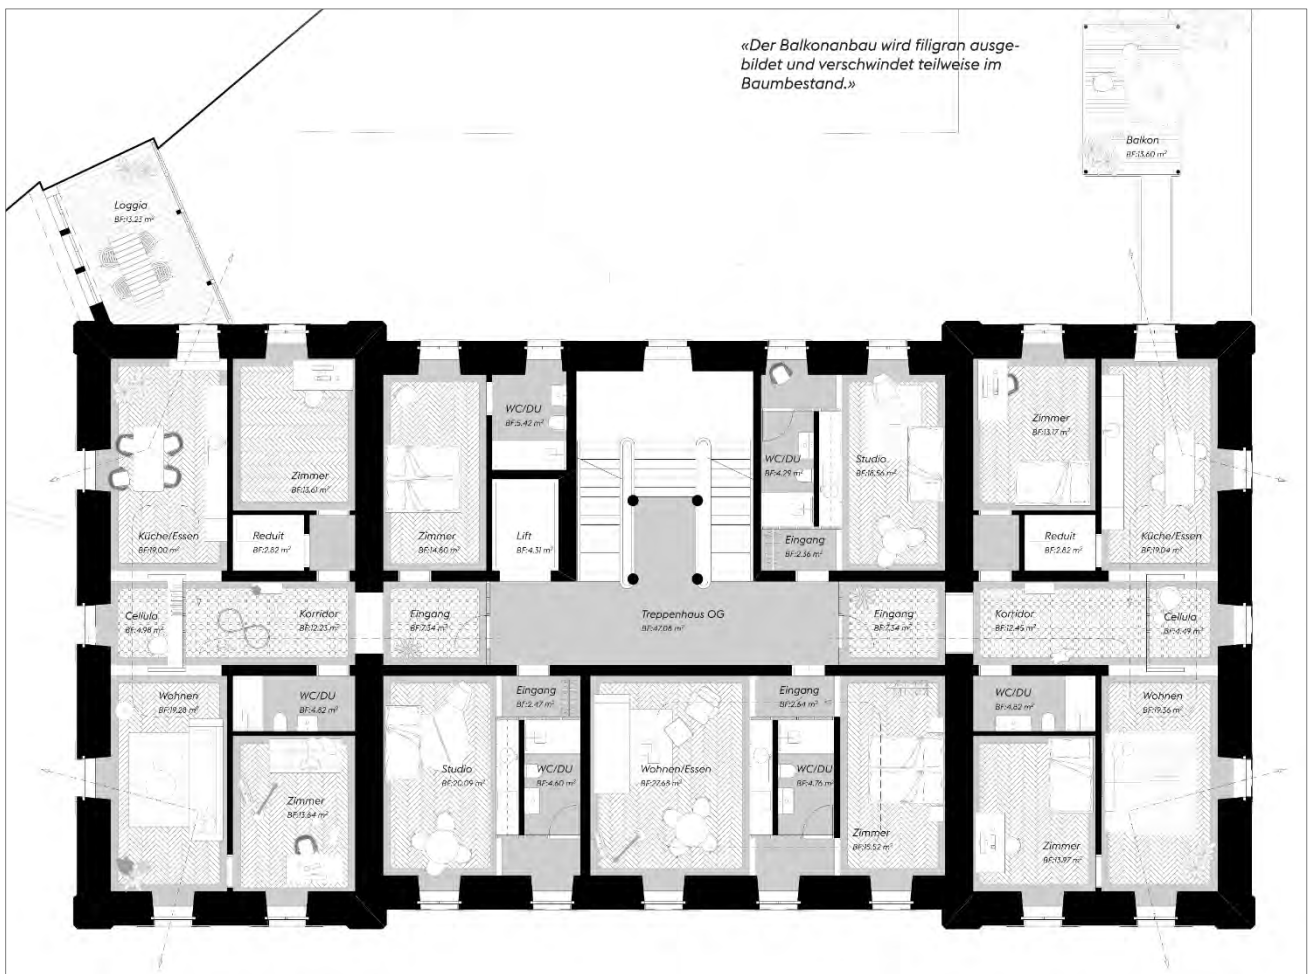 «Der Balkonanbau wird filigran ausge-
bildet und verschwindet teilweise im
Baumbestand.»
Balkon
BF:13.60 m²
Loggia
BF:13.23 m²
WC/DU
BF:5.42 m²
Zimmer
BF:13.17 m²
Zimmer
BF:13.61 m²
WC/DU
BF:4.29 m²
Studio
BF:18.56 m²
Küche/Essen
BF:19.00 m²
Reduit
BF:2.82 m²
Zimmer
BF:14.80 m²
Lift
BF:4.31 m²
Eingang
BF:2.36 m²
Reduit
BF:2.82 m²
Küche/Essen
BF:19.04 m²
Cellula
BF:4.98 m²
Korridor
BF:12.23 m²
Eingang
BF:7.34 m²
Treppenhaus OG
BF:47.08 m²
Eingang
BF:7.34 m²
Korridor
BF:12.45 m²
Cellula
BF:4.49 m²
Wohnen
BF:19.28 m²
WC/DU
BF:4.82 m²
Eingang
BF:2.47 m²
Eingang
BF:2.64 m²
WC/DU
BF:4.82 m²
Wohnen
BF:19.36 m²
Studio
BF:20.09 m²
WC/DU
BF:4.60 m²
Wohnen/Essen
BF:27.68 m²
WC/DU
BF:4.76 m²
Zimmer
BF:13.64 m²
Zimmer
BF:18.52 m²
Zimmer
BF:13.97 m²